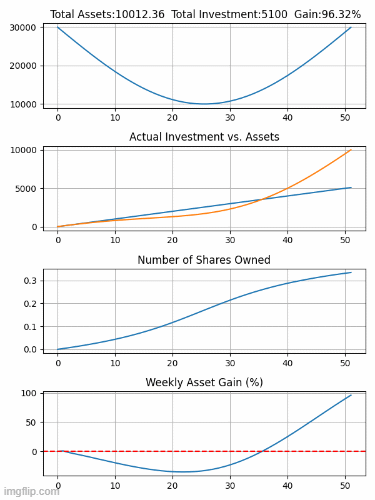 Total Assets:10012.36 Total Investment:5100 Gain:96.32%
30000
20000
10000
0 10 20 30 40 50
Actual Investment vs. Assets
10000
5000
0
0 10 20 30 40 50
Number of Shares Owned
0.3
0.2
0.1
0.0
0 10 20 30 40 50
Weekly Asset Gain (%)
100
50
0
0 10 20 30 40 50
imgflip.com